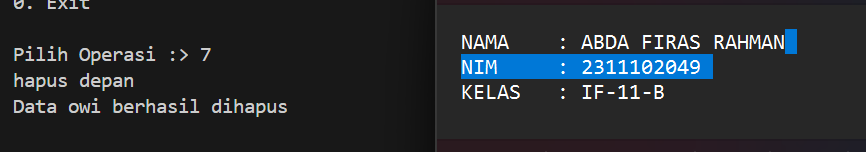 0. Exit
Pilih Operasi :> 7
hapus depan
Data owi berhasil dihapus
NAMA    : ABDA FIRAS RAHMAN
NIM     : 2311102049
KELAS   : IF-11-B